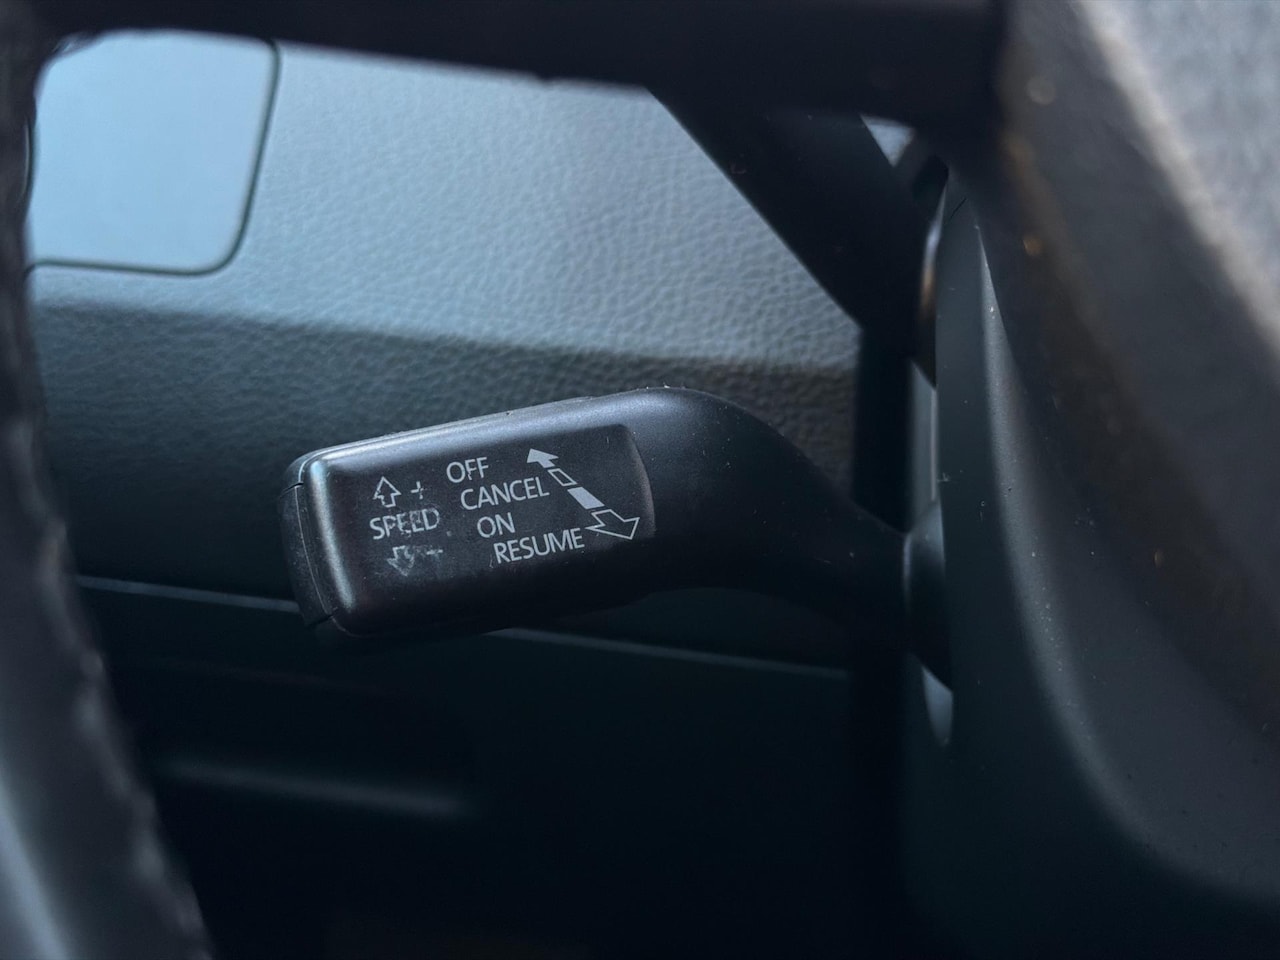 +
SPEED
-
OFF
CANCEL
ON
RESUME